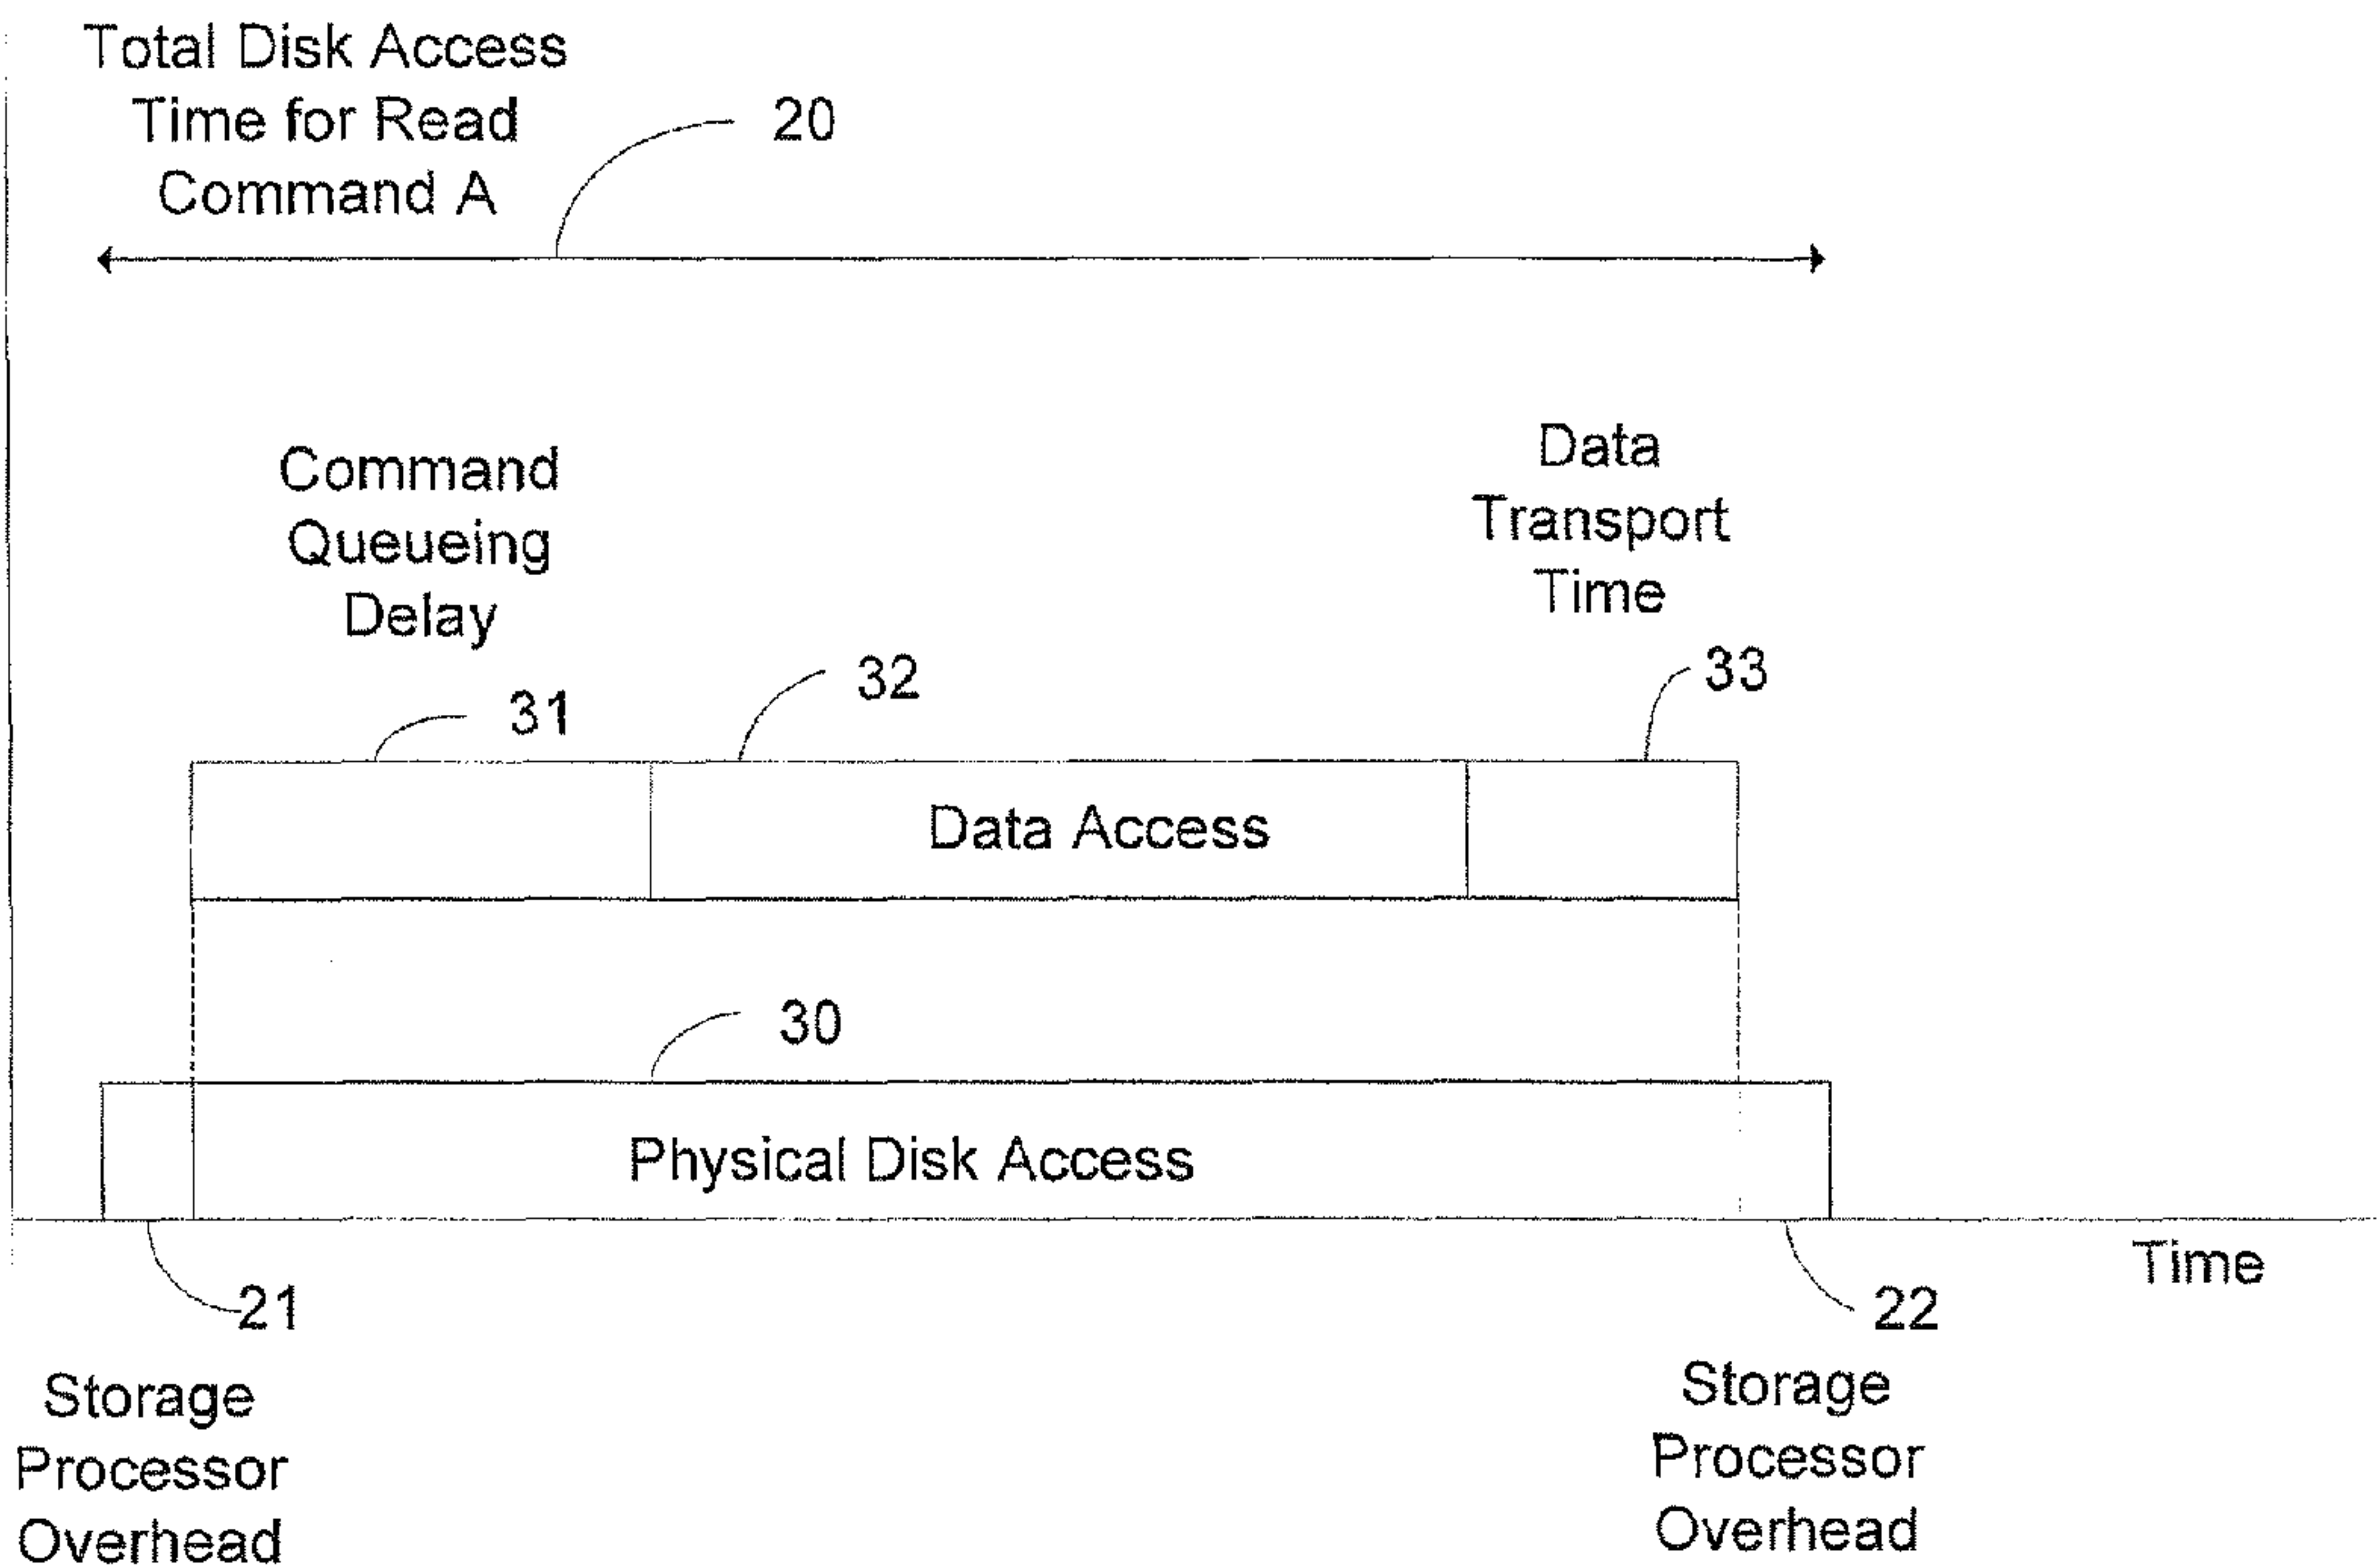 Total Disk Access
Time for Read
Command A
20
Command
Queueing
Delay
Data
Transport
Time
31
32
33
Data Access
30
Physical Disk Access
Time
21
22
Storage
Processor
Overhead
Storage
Processor
Overhead